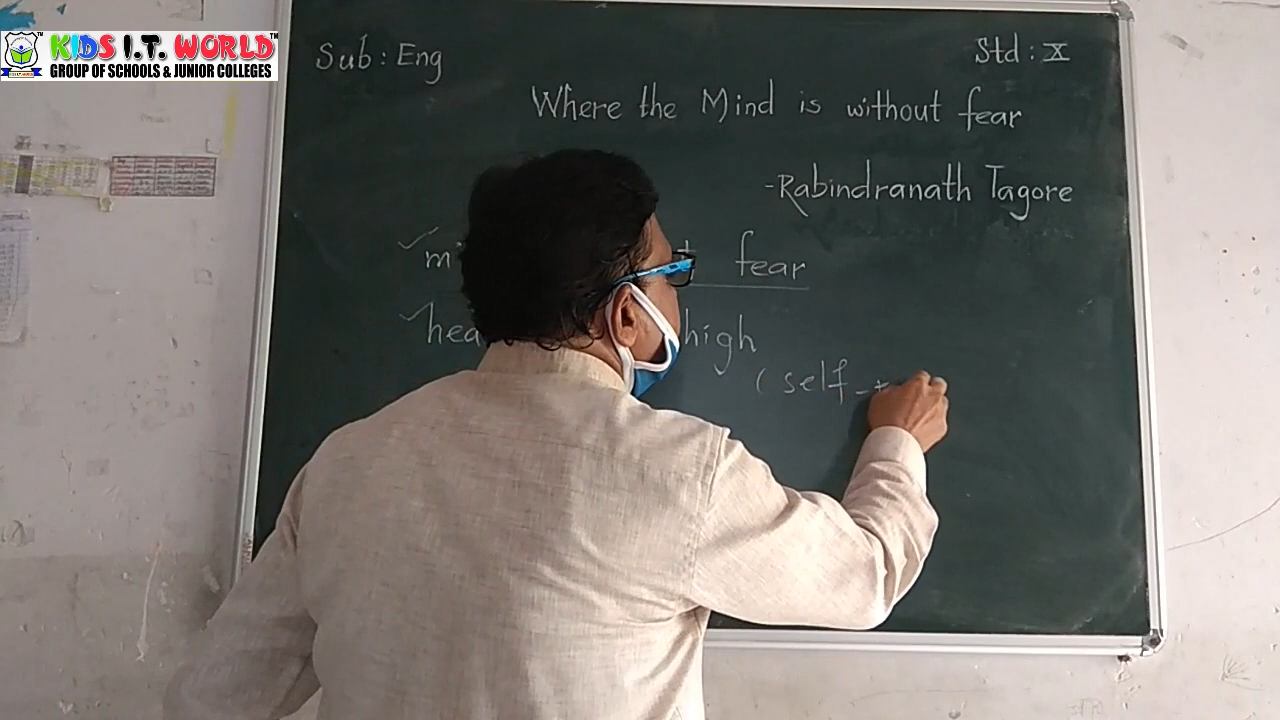 KIDS I.T. WORLD
GROUP OF SCHOOLS & JUNIOR COLLEGES
Sub : Eng
Std : X
Where the Mind is without fear
-Rabindranath Tagore
fear
high
( self -